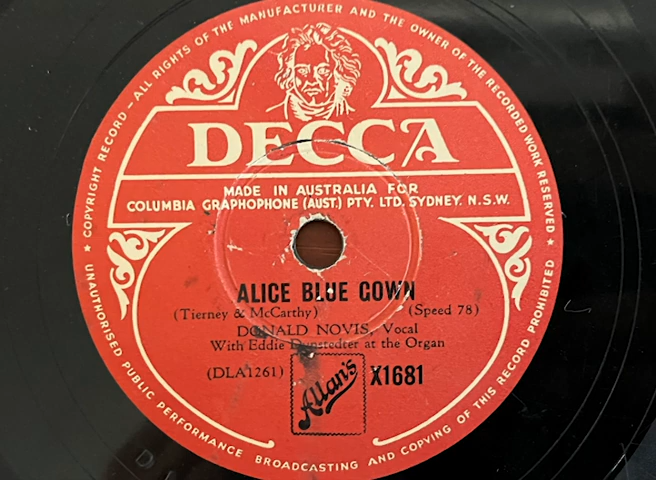 COPYRIGHT RECORD – ALL RIGHTS OF THE MANUFACTURER AND THE OWNER OF THE RECORDED WORK RESERVED
DECCA
MADE IN AUSTRALIA FOR
COLUMBIA GRAPHOPHONE (AUST.) PTY. LTD. SYDNEY. N.S.W.
ALICE BLUE GOWN
(Tierney & McCarthy) (Speed 78)
DONALD NOVIS, Vocal
With Eddie Dunstedter at the Organ
(DLA1261) Allan's X1681
UNAUTHORISED PUBLIC PERFORMANCE BROADCASTING AND COPYING OF THIS RECORD PROHIBITED